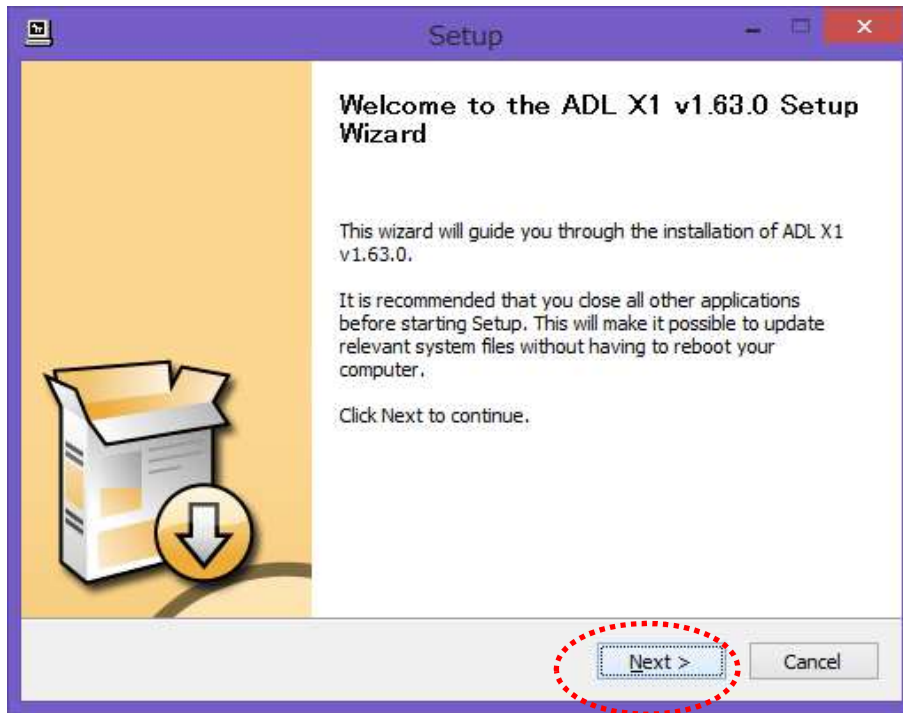 Setup
Welcome to the ADL X1 v1.63.0 Setup
Wizard
This wizard will guide you through the installation of ADL X1
v1.63.0.
It is recommended that you close all other applications
before starting Setup. This will make it possible to update
relevant system files without having to reboot your
computer.
Click Next to continue.
Next >
Cancel